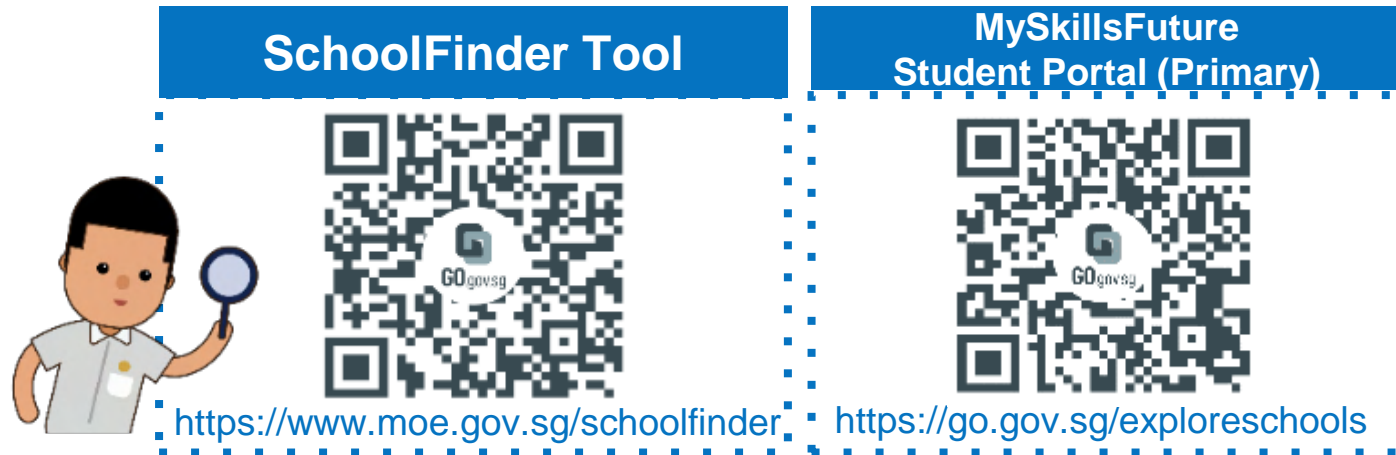 SchoolFinder Tool
MySkillsFuture
Student Portal (Primary)
GOgovsg
GOgovsg
https://www.moe.gov.sg/schoolfinder
https://go.gov.sg/exploreschools